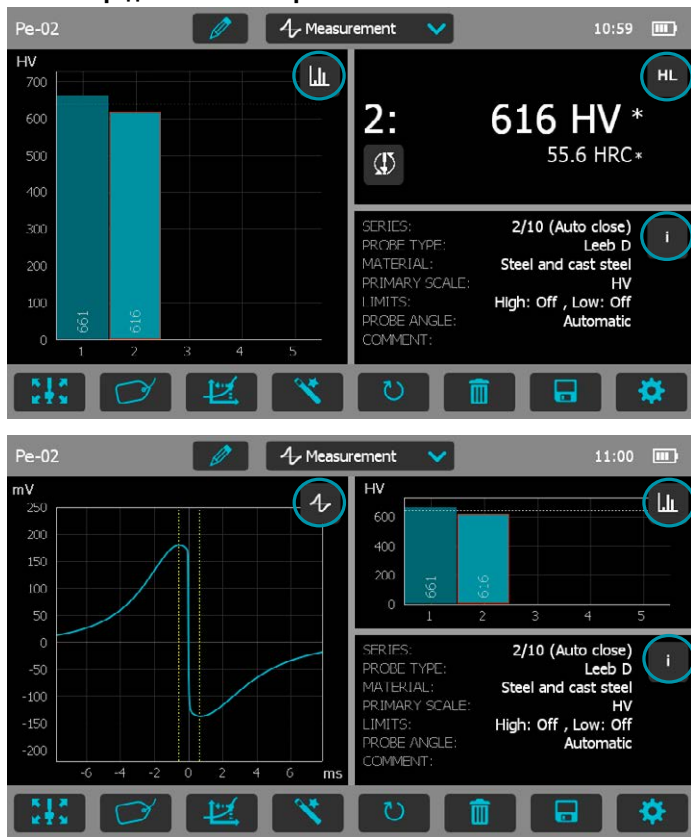 Pe-02 Measurement 10:59
HV
700
600
500
400
300
200
100
0
661
616
1 2 3 4 5
HL
2: 616 HV *
55.6 HRC*
SERIES: 2/10 (Auto close)
PROBE TYPE: Leeb D
MATERIAL: Steel and cast steel
PRIMARY SCALE: HV
LIMITS: High: Off , Low: Off
PROBE ANGLE: Automatic
COMMENT:
i
Pe-02 Measurement 11:00
mV
250
200
150
100
50
0
-50
-100
-150
-200
-6 -4 -2 0 2 4 6 ms
HV
600
400
200
0
661
616
1 2 3 4 5
SERIES: 2/10 (Auto close)
PROBE TYPE: Leeb D
MATERIAL: Steel and cast steel
PRIMARY SCALE: HV
LIMITS: High: Off , Low: Off
PROBE ANGLE: Automatic
COMMENT:
i